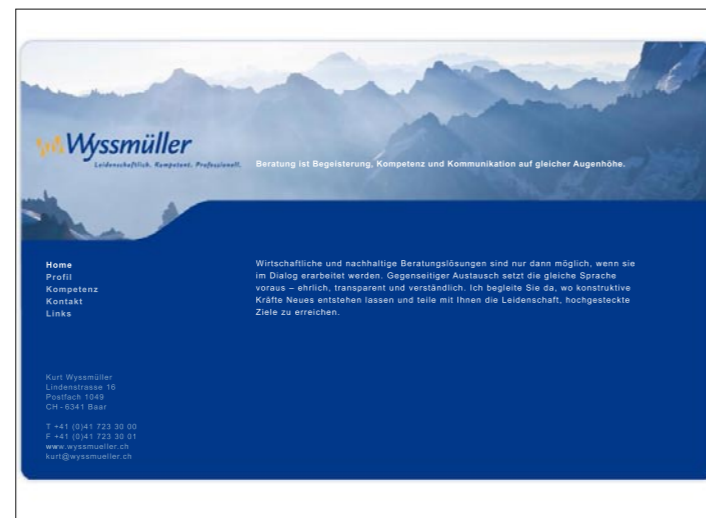 Wyssmüller
Leidenschaftlich. Kompetent. Professionell.
Beratung ist Begeisterung, Kompetenz und Kommunikation auf gleicher Augenhöhe.
Home
Profil
Kompetenz
Kontakt
Links
Wirtschaftliche und nachhaltige Beratungslösungen sind nur dann möglich, wenn sie
im Dialog erarbeitet werden. Gegenseitiger Austausch setzt die gleiche Sprache
voraus – ehrlich, transparent und verständlich. Ich begleite Sie da, wo konstruktive
Kräfte Neues entstehen lassen und teile mit Ihnen die Leidenschaft, hochgesteckte
Ziele zu erreichen.
Kurt Wyssmüller
Lindenstrasse 16
Postfach 1049
CH - 6341 Baar
T +41 (0)41 723 30 00
F +41 (0)41 723 30 01
www.wyssmueller.ch
kurt@wyssmueller.ch